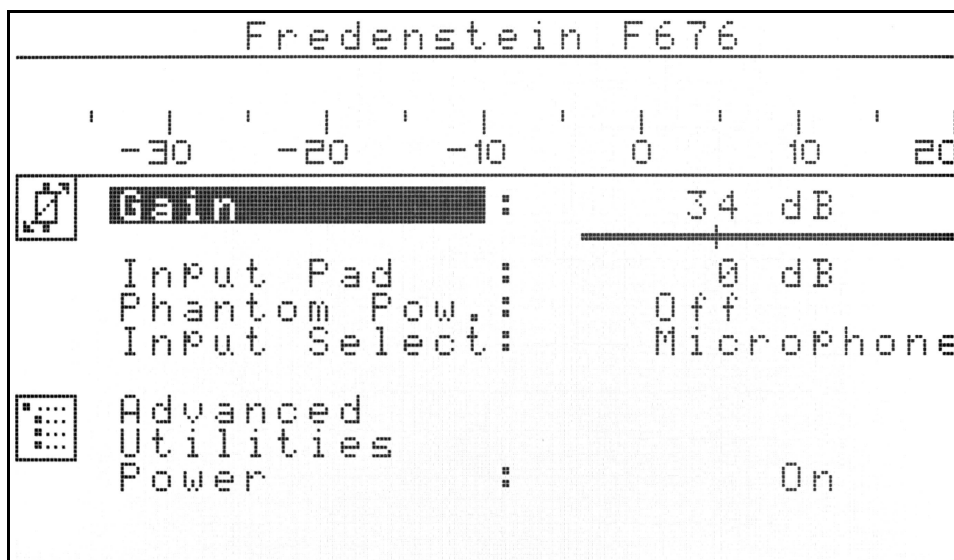 Fredenstein F676
-30 -20 -10 0 10 20
Gain : 34 dB
Input Pad : 0 dB
Phantom Pow.: Off
Input Select: Microphone
Advanced
Utilities
Power : On